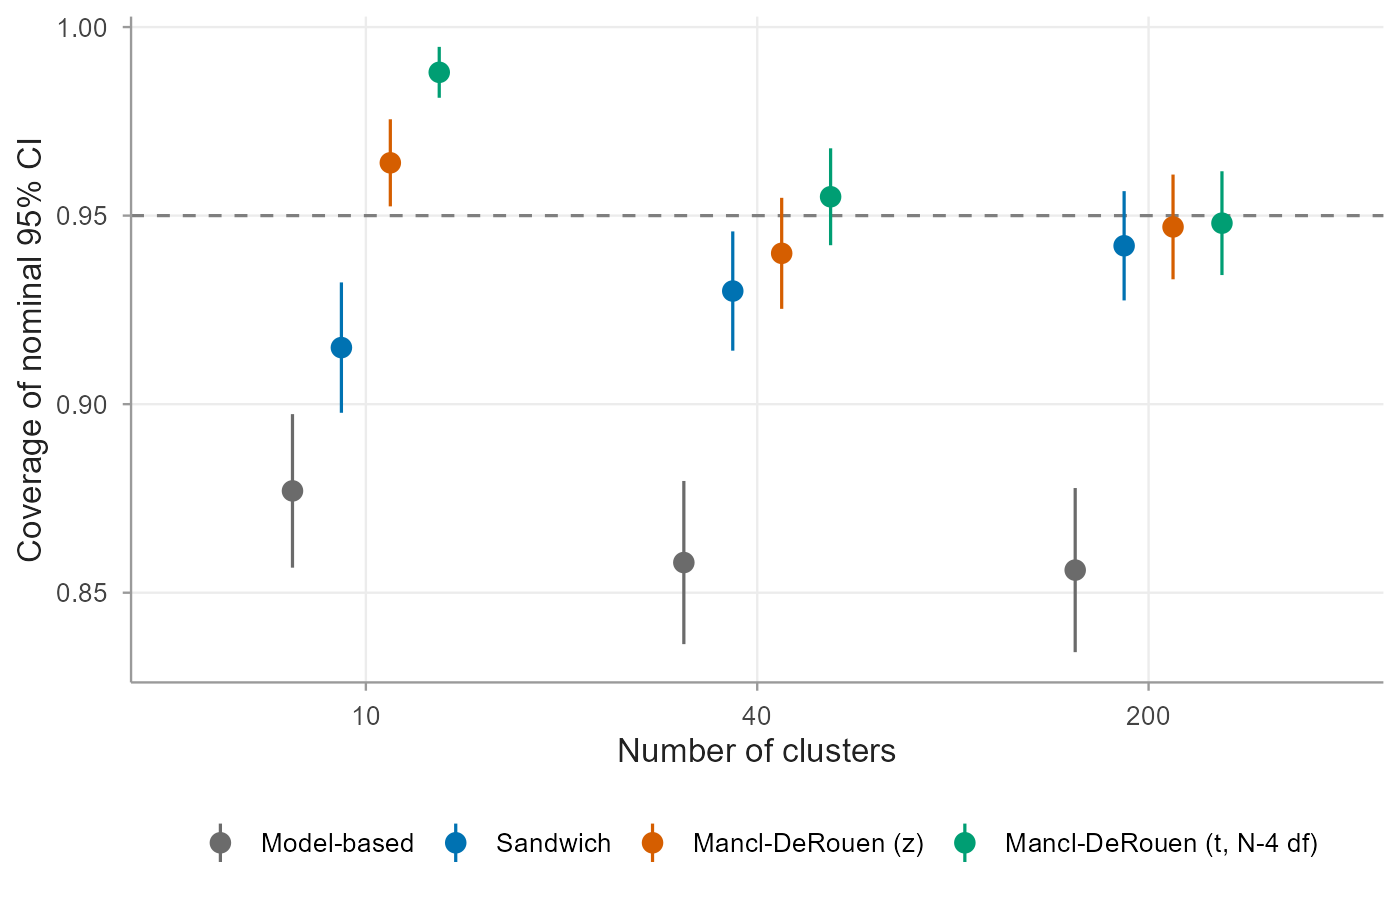 1.00
0.95
0.90
0.85
Coverage of nominal 95% CI
10 40 200
Number of clusters
Model-based Sandwich Mancl-DeRouen (z) Mancl-DeRouen (t, N-4 df)